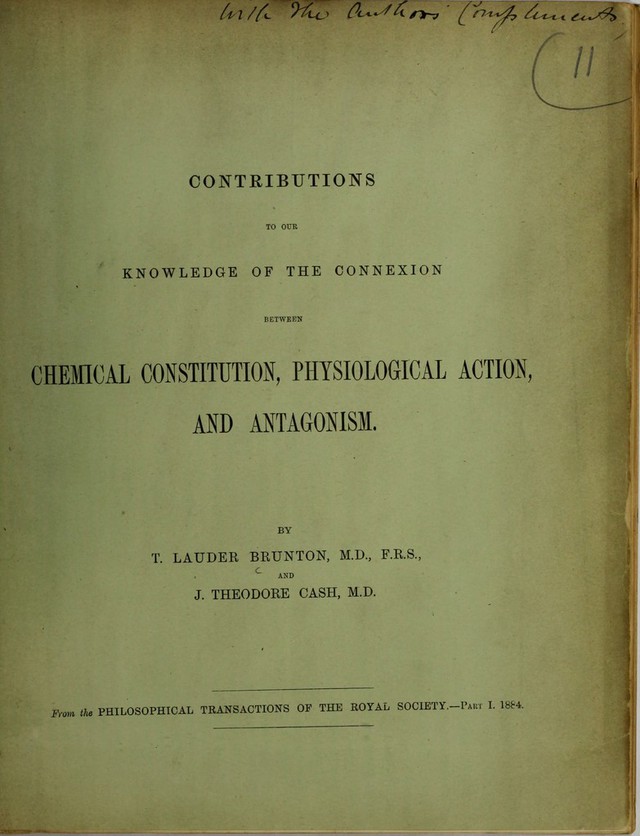 With the Authors' Compliments
11
CONTRIBUTIONS
TO OUR
KNOWLEDGE OF THE CONNEXION
BETWEEN
CHEMICAL CONSTITUTION, PHYSIOLOGICAL ACTION,
AND ANTAGONISM.
BY
T. LAUDER BRUNTON, M.D., F.R.S.,
AND
J. THEODORE CASH, M.D.
From the PHILOSOPHICAL TRANSACTIONS OF THE ROYAL SOCIETY.—PART I. 1884.